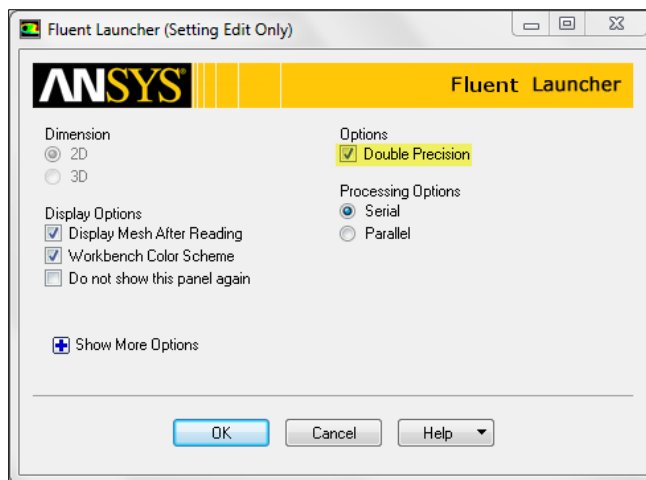 Fluent Launcher (Setting Edit Only)
ANSYS®
Fluent Launcher
Dimension
2D
3D
Display Options
Display Mesh After Reading
Workbench Color Scheme
Do not show this panel again
Options
Double Precision
Processing Options
Serial
Parallel
Show More Options
OK
Cancel
Help